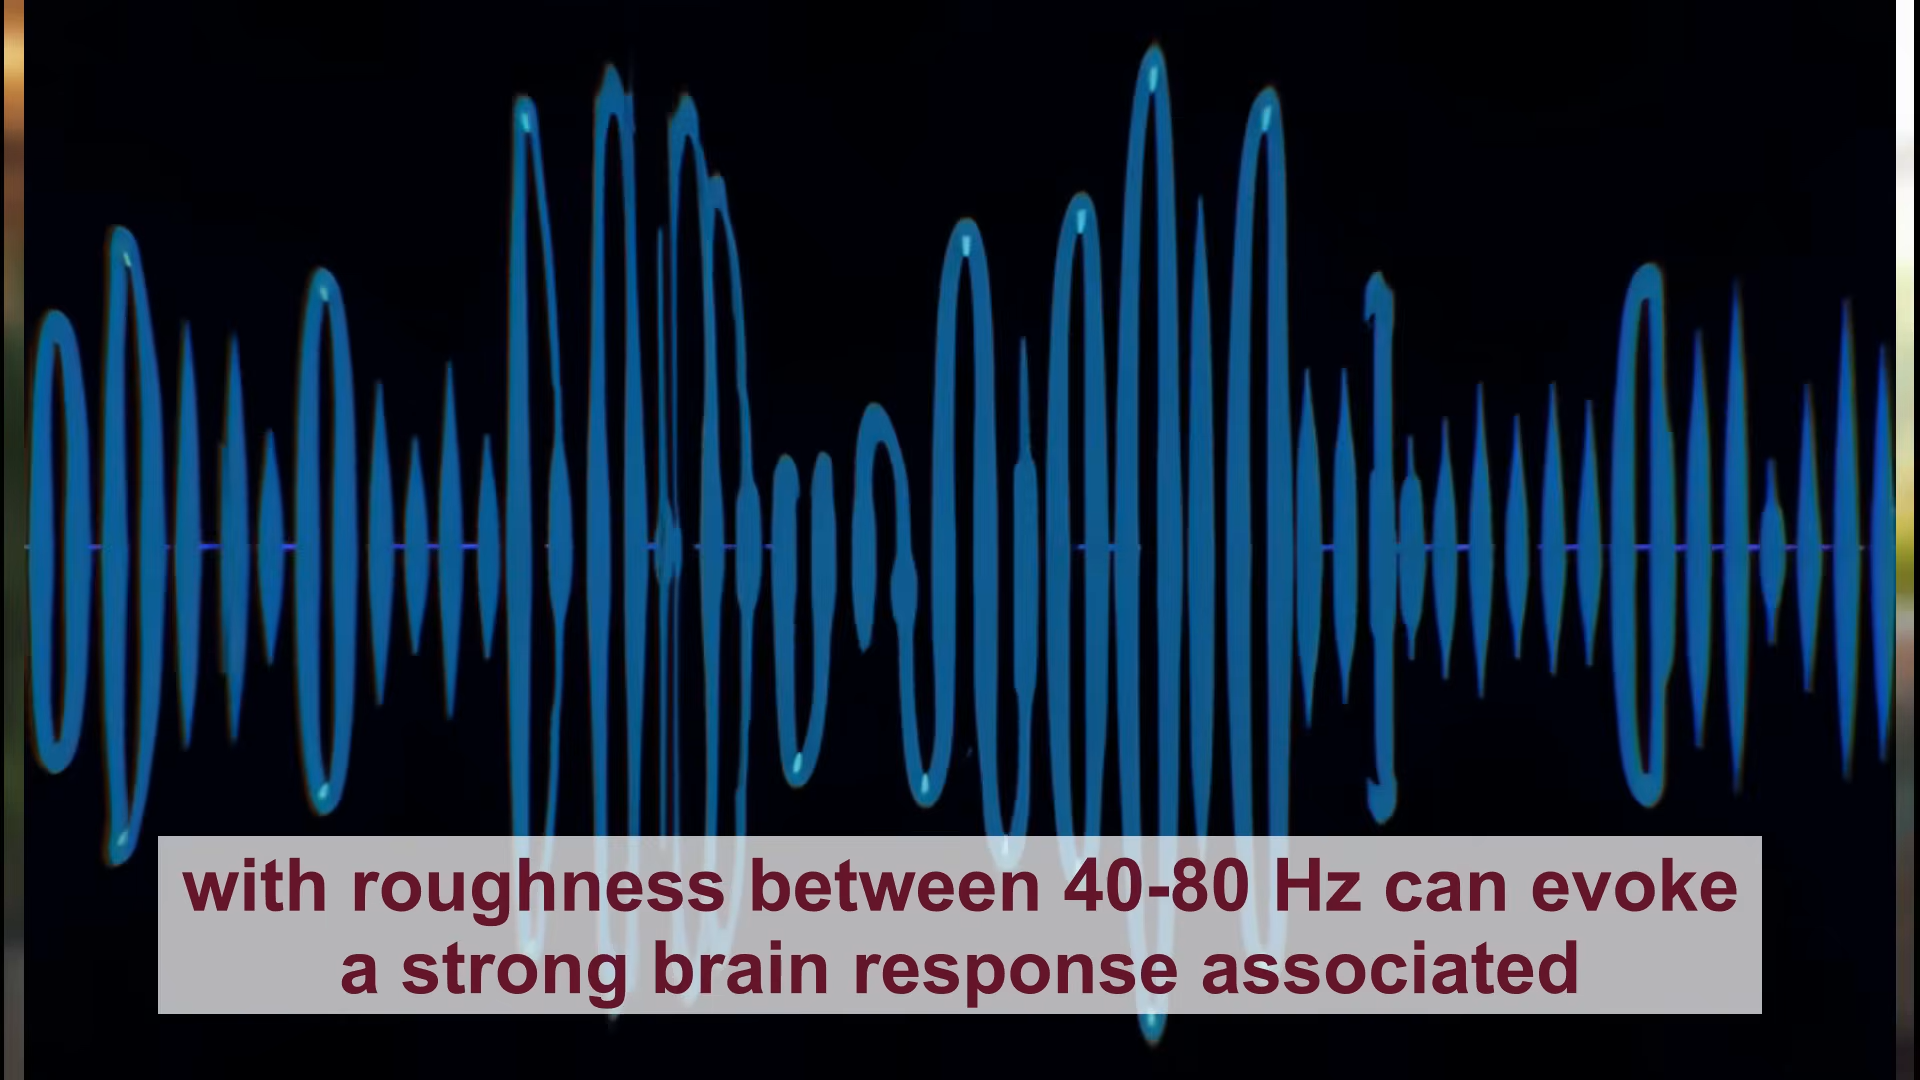 with roughness between 40-80 Hz can evoke
a strong brain response associated